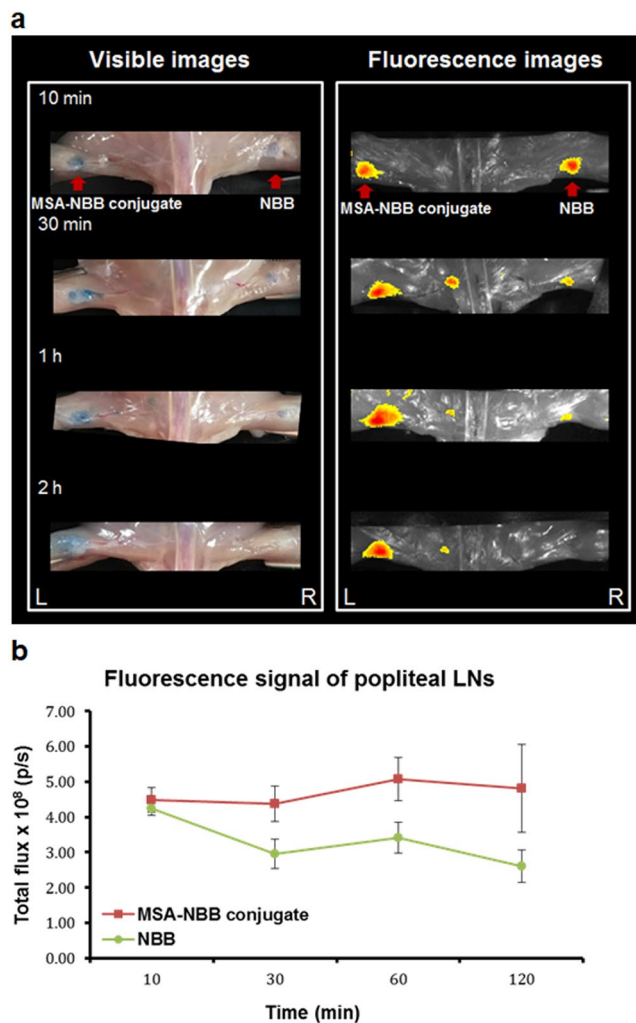 a
Visible images
Fluorescence images
10 min
MSA-NBB conjugate
NBB
MSA-NBB conjugate
NBB
30 min
1 h
2 h
L
R
L
R
b
Fluorescence signal of popliteal LNs
Total flux x 10⁸ (p/s)
7.00
6.00
5.00
4.00
3.00
2.00
1.00
0.00
MSA-NBB conjugate
NBB
10
30
60
120
Time (min)